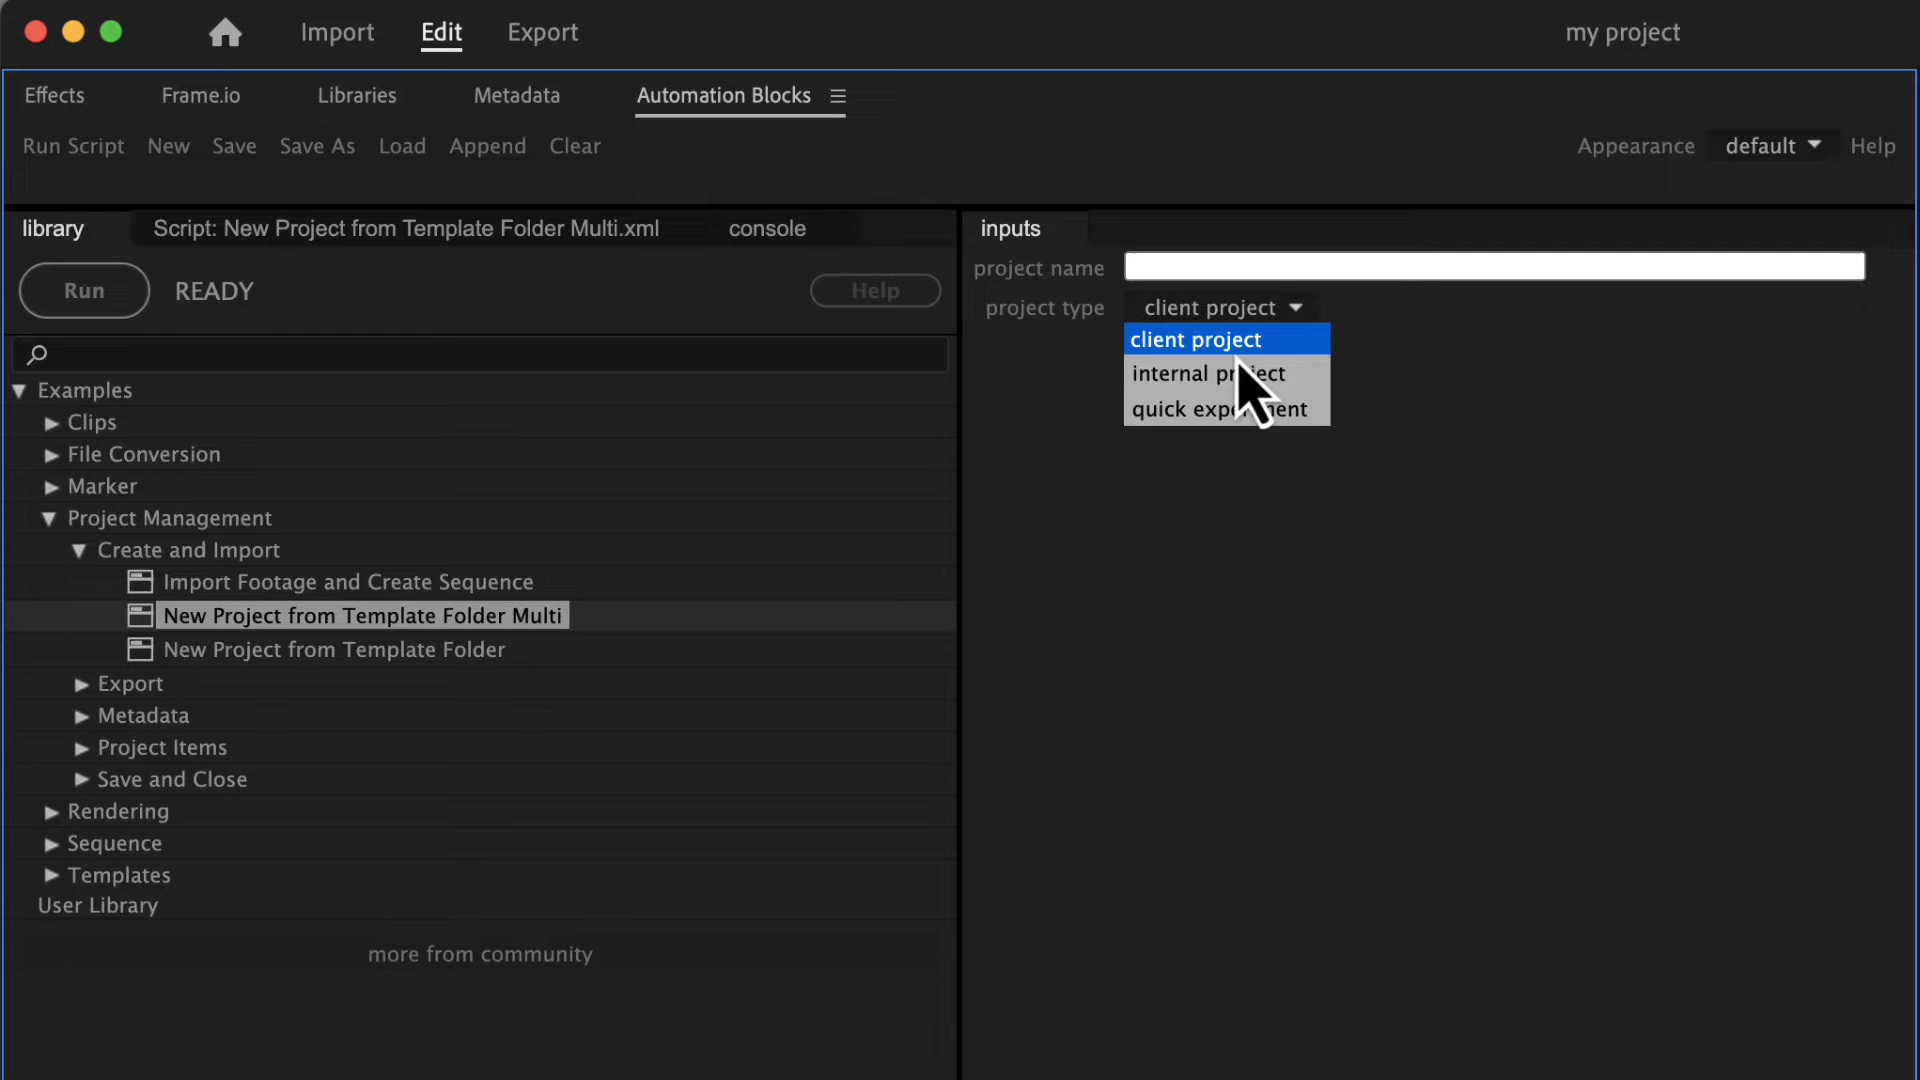 Import Edit Export my project
Effects Frame.io Libraries Metadata Automation Blocks
Run Script New Save Save As Load Append Clear Appearance default Help
library Script: New Project from Template Folder Multi.xml console inputs
project name
Run READY Help
project type client project
client project
internal project
quick experiment
Examples
Clips
File Conversion
Marker
Project Management
Create and Import
Import Footage and Create Sequence
New Project from Template Folder Multi
New Project from Template Folder
Export
Metadata
Project Items
Save and Close
Rendering
Sequence
Templates
User Library
more from community